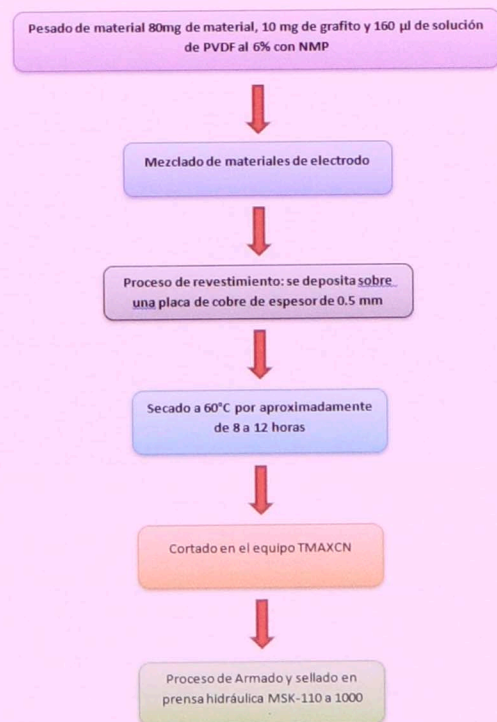 Pesado de material 80mg de material, 10 mg de grafito y 160 µl de solución
de PVDF al 6% con NMP
Mezclado de materiales de electrodo
Proceso de revestimiento: se deposita sobre
una placa de cobre de espesor de 0.5 mm
Secado a 60°C por aproximadamente
de 8 a 12 horas
Cortado en el equipo TMAXCN
Proceso de Armado y sellado en
prensa hidráulica MSK-110 a 1000